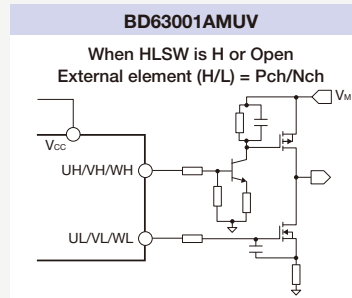 BD63001AMUV
When HLSW is H or Open
External element (H/L) = Pch/Nch
VM
VCC
UH/VH/WH
UL/VL/WL